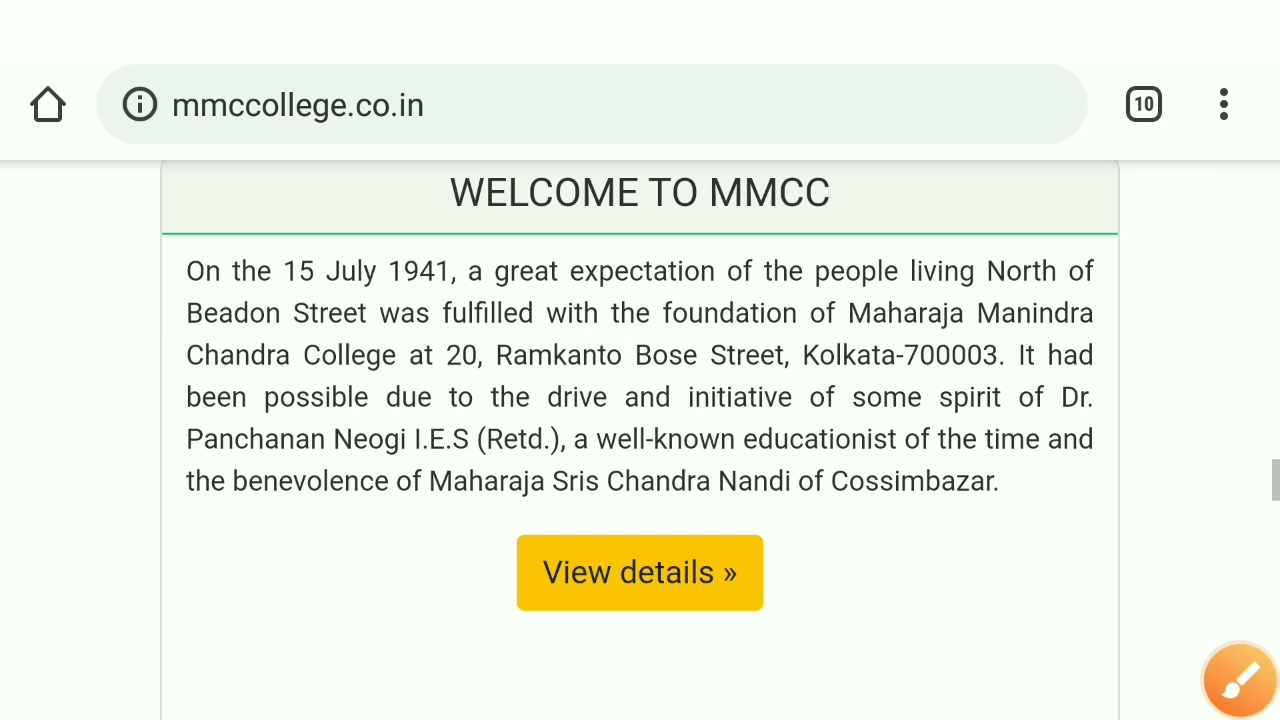 mmccollege.co.in
10
WELCOME TO MMCC
On the 15 July 1941, a great expectation of the people living North of
Beadon Street was fulfilled with the foundation of Maharaja Manindra
Chandra College at 20, Ramkanto Bose Street, Kolkata-700003. It had
been possible due to the drive and initiative of some spirit of Dr.
Panchanan Neogi I.E.S (Retd.), a well-known educationist of the time and
the benevolence of Maharaja Sris Chandra Nandi of Cossimbazar.
View details »